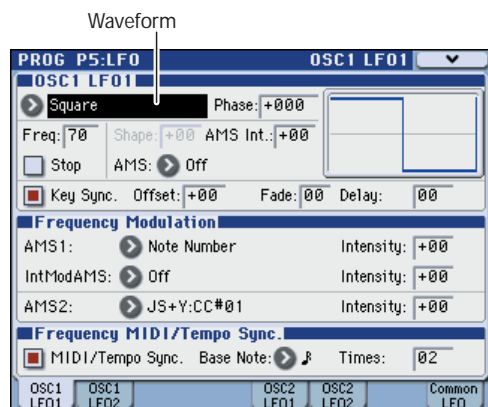 Waveform
PROG P5:LFO OSC1 LFO1
OSC1 LFO1
Square Phase: +000
Freq: 70 Shape: +00 AMS Int.: +00
Stop AMS: Off
Key Sync. Offset: +00 Fade: 00 Delay: 00
Frequency Modulation
AMS1: Note Number Intensity: +00
IntModAMS: Off Intensity: +00
AMS2: JS+Y:CC#01 Intensity: +00
Frequency MIDI/Tempo Sync.
MIDI/Tempo Sync. Base Note: ♪ Times: 02
OSC1 LFO1 OSC1 LFO2 OSC2 LFO1 OSC2 LFO2 Common LFO